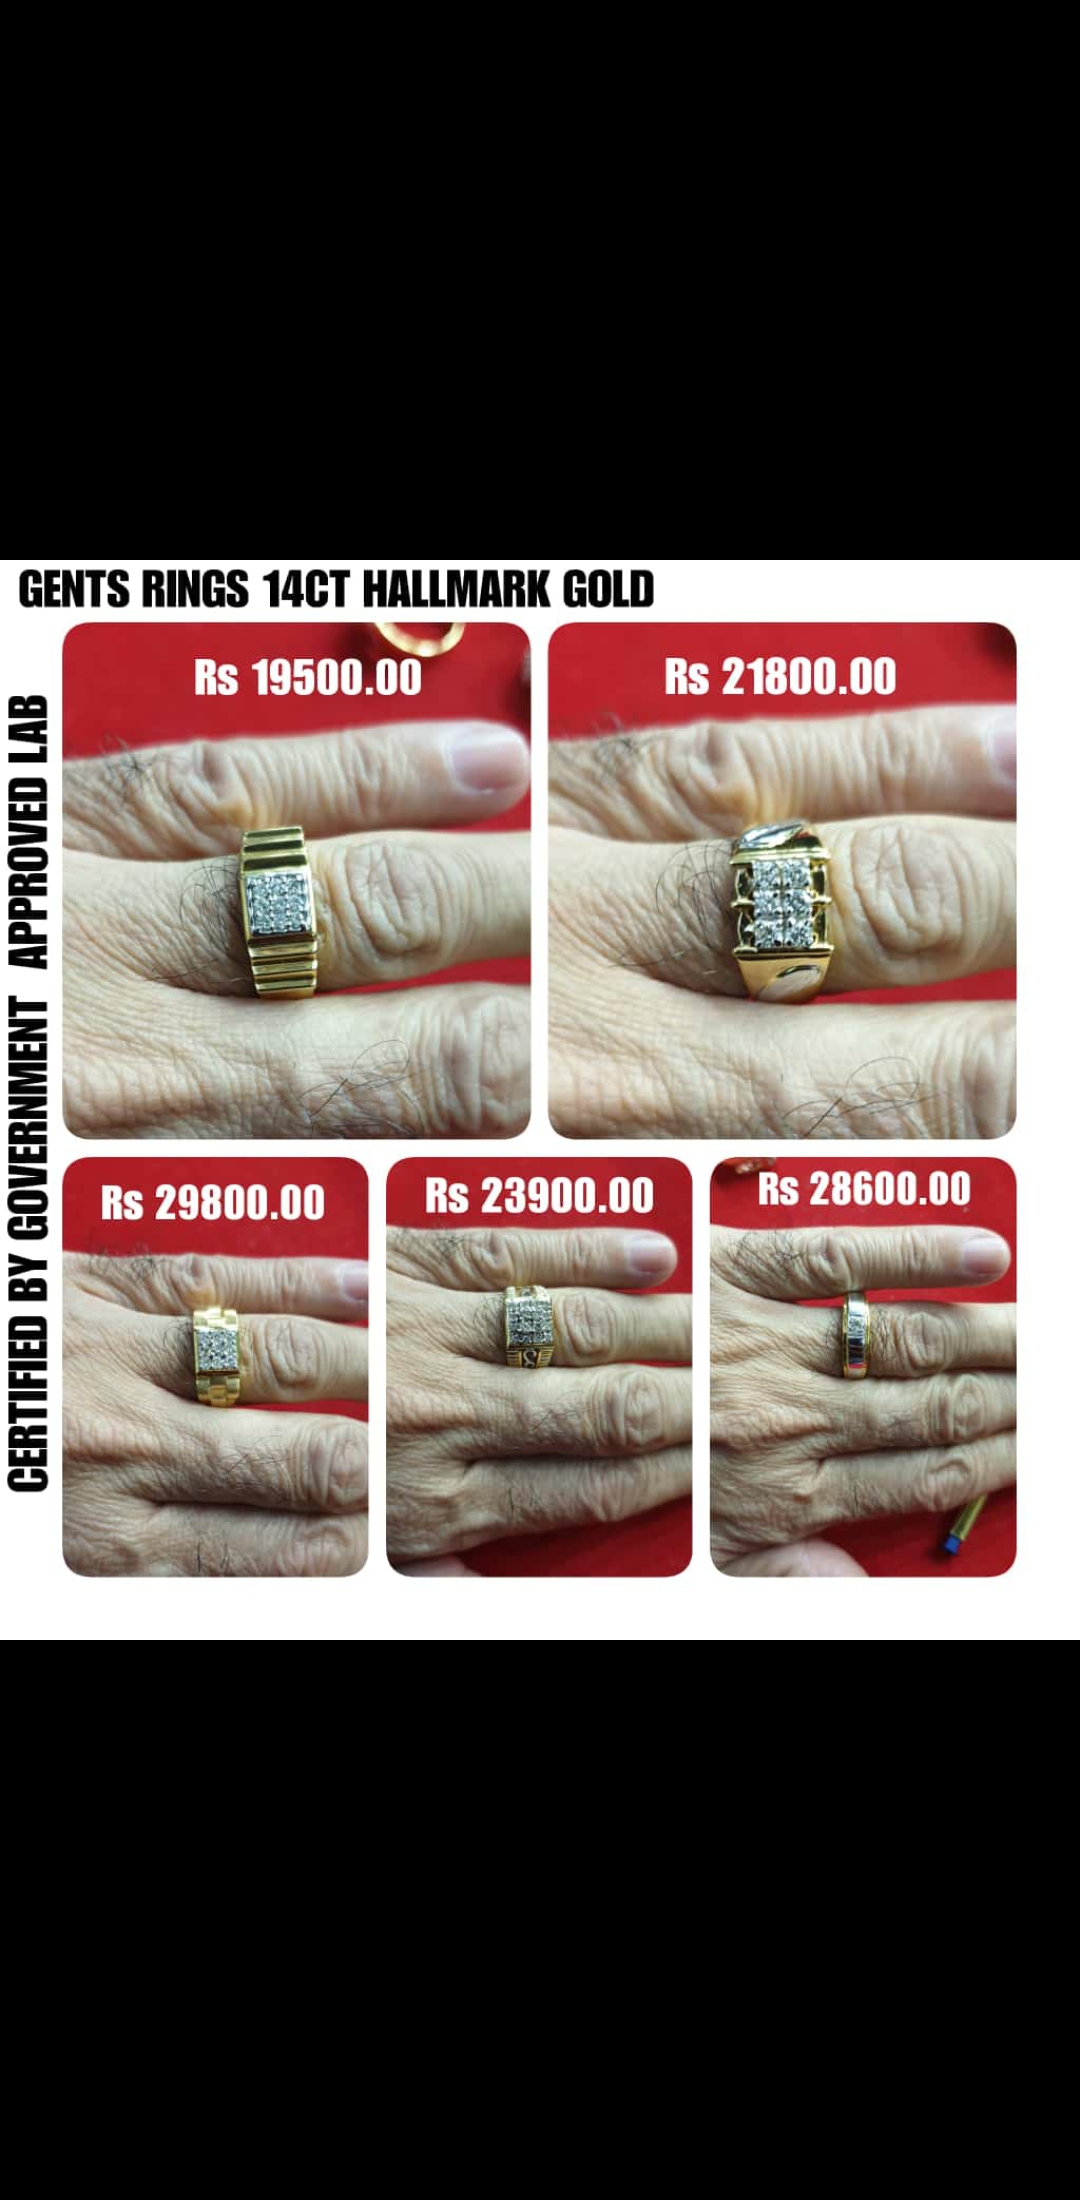 GENTS RINGS 14CT HALLMARK GOLD
CERTIFIED BY GOVERNMENT APPROVED LAB
Rs 19500.00
Rs 21800.00
Rs 29800.00
Rs 23900.00
Rs 28600.00